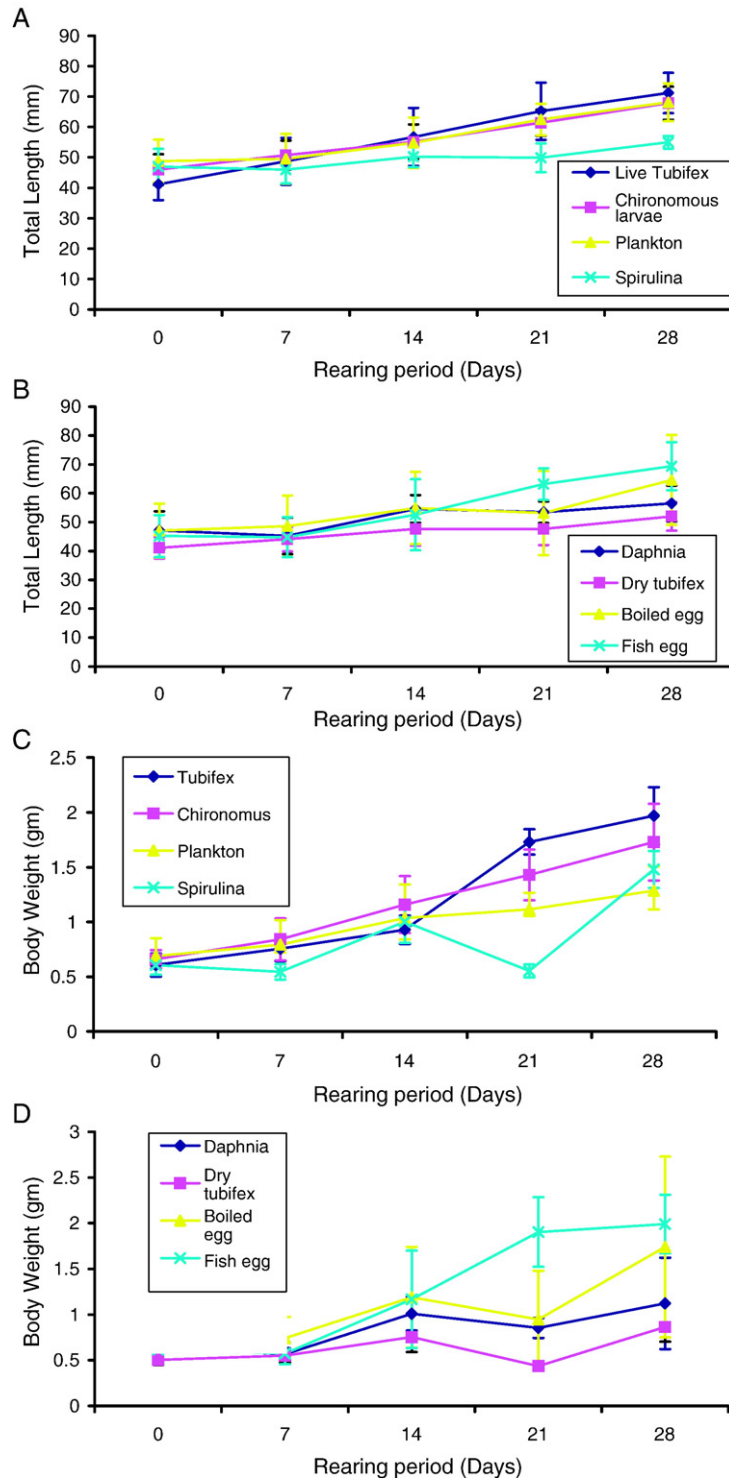 A
90
80
70
60
50
40
30
20
10
0
Total Length (mm)
Live Tubifex
Chironomous
larvae
Plankton
Spirulina
0 7 14 21 28
Rearing period (Days)
B
90
80
70
60
50
40
30
20
10
0
Total Length (mm)
Daphnia
Dry tubifex
Boiled egg
Fish egg
0 7 14 21 28
Rearing period (Days)
C
2.5
2
1.5
1
0.5
0
Body Weight (gm)
Tubifex
Chironomus
Plankton
Spirulina
0 7 14 21 28
Rearing period (Days)
D
3
2.5
2
1.5
1
0.5
0
Body Weight (gm)
Daphnia
Dry
tubifex
Boiled
egg
Fish egg
0 7 14 21 28
Rearing period (Days)